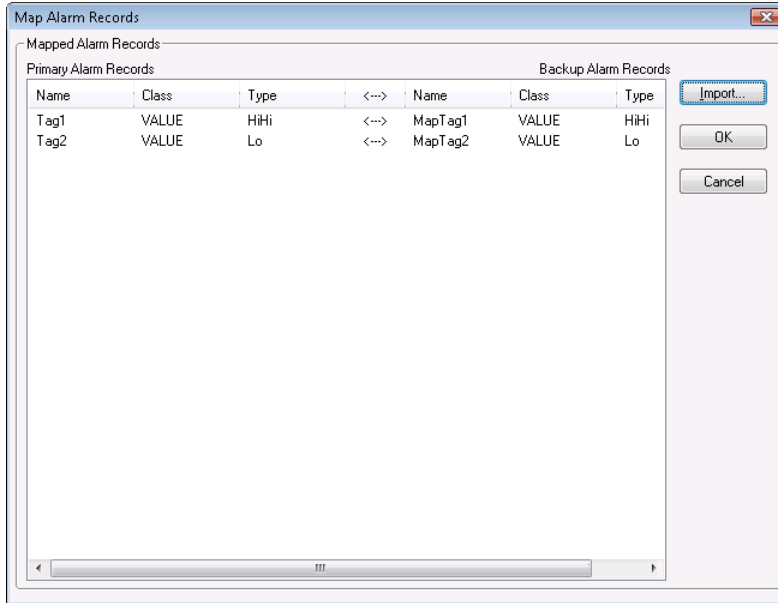 Map Alarm Records
Mapped Alarm Records
Primary Alarm Records Backup Alarm Records
Name Class Type <---> Name Class Type
Tag1 VALUE HiHi <---> MapTag1 VALUE HiHi
Tag2 VALUE Lo <---> MapTag2 VALUE Lo
Import...
OK
Cancel